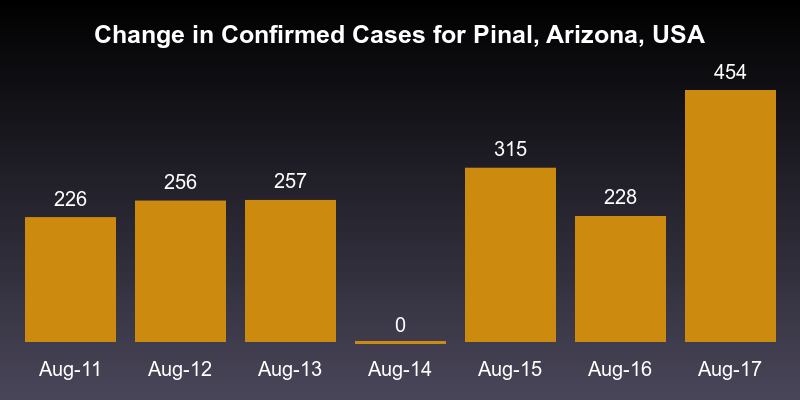 Change in Confirmed Cases for Pinal, Arizona, USA
226
256
257
0
315
228
454
Aug-11
Aug-12
Aug-13
Aug-14
Aug-15
Aug-16
Aug-17